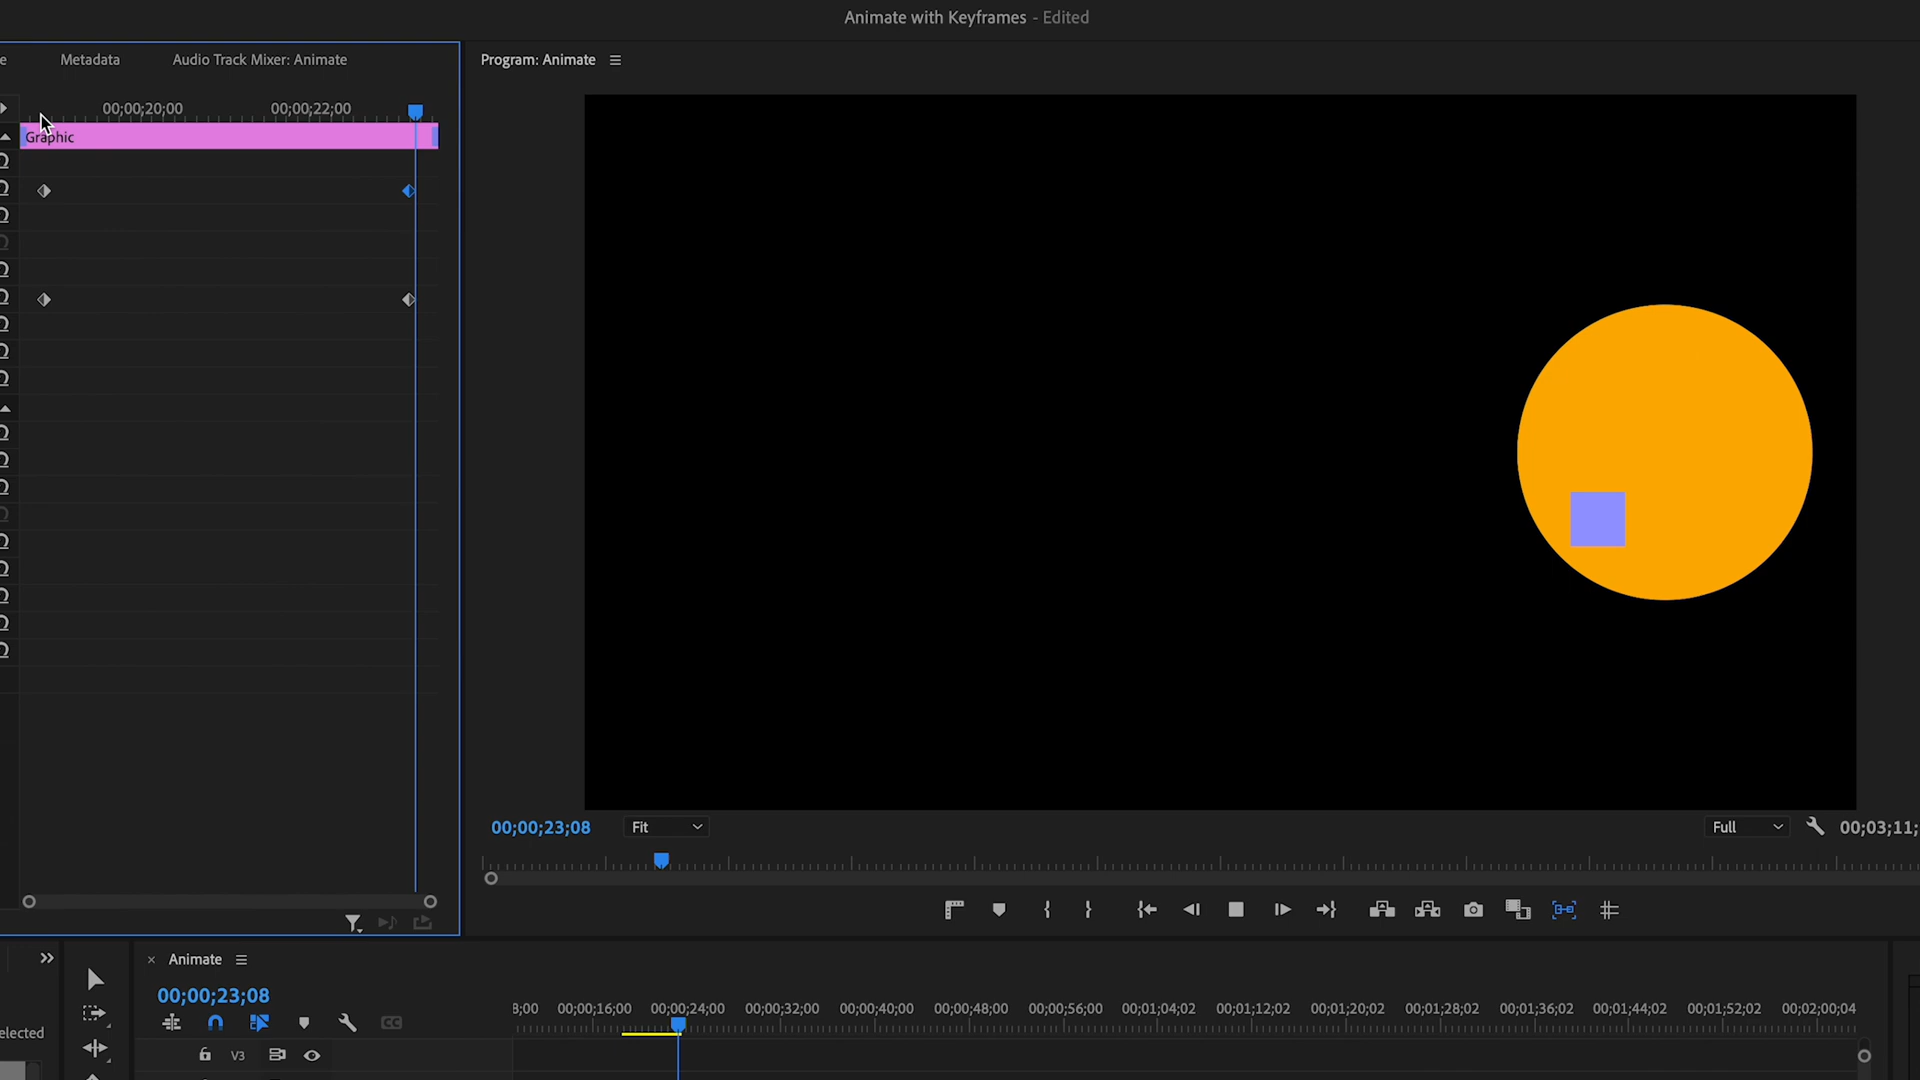 Animate with Keyframes - Edited
e Metadata Audio Track Mixer: Animate
Program: Animate
00;00;20;00 00;00;22;00
Graphic
00;00;23;08 Fit Full 00;03;11;
Animate
00;00;23;08
8;00 00;00;16;00 00;00;24;00 00;00;32;00 00;00;40;00 00;00;48;00 00;00;56;00 00;01;04;02 00;01;12;02 00;01;20;02 00;01;28;02 00;01;36;02 00;01;44;02 00;01;52;02 00;02;00;04
CC
elected
V3